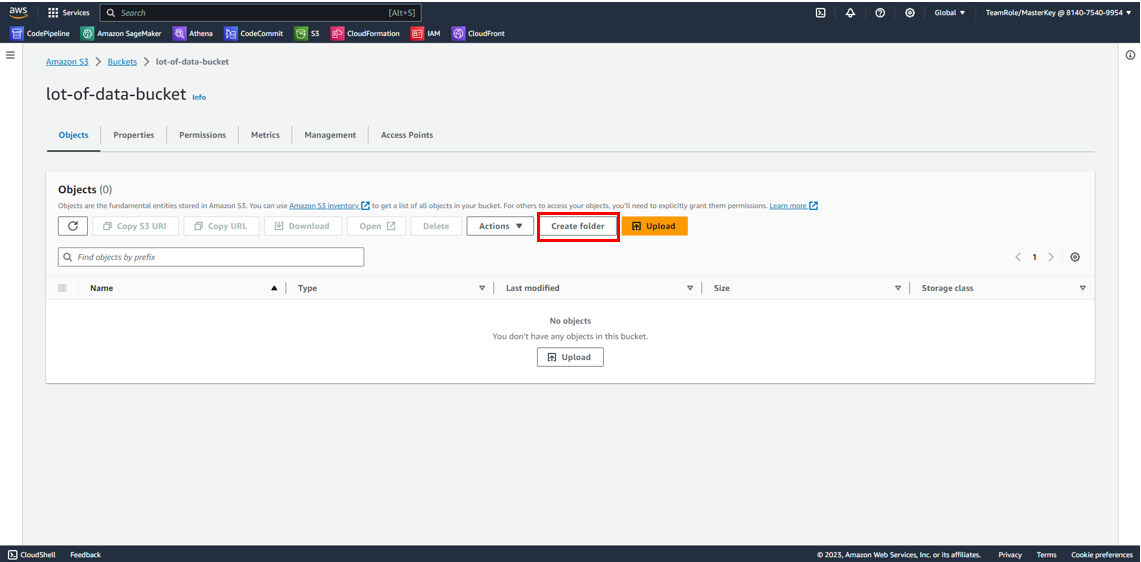 aws Services Search [Alt+S] Global TeamRole/MasterKey @ 8140-7540-9954
CodePipeline Amazon SageMaker Athena CodeCommit S3 CloudFormation IAM CloudFront
Amazon S3 > Buckets > lot-of-data-bucket
lot-of-data-bucket Info
Objects Properties Permissions Metrics Management Access Points
Objects (0)
Objects are the fundamental entities stored in Amazon S3. You can use Amazon S3 inventory to get a list of all objects in your bucket. For others to access your objects, you'll need to explicitly grant them permissions. Learn more
Copy S3 URI Copy URL Download Open Delete Actions Create folder Upload
Find objects by prefix 1
Name Type Last modified Size Storage class
No objects
You don't have any objects in this bucket.
Upload
CloudShell Feedback © 2023, Amazon Web Services, Inc. or its affiliates. Privacy Terms Cookie preferences